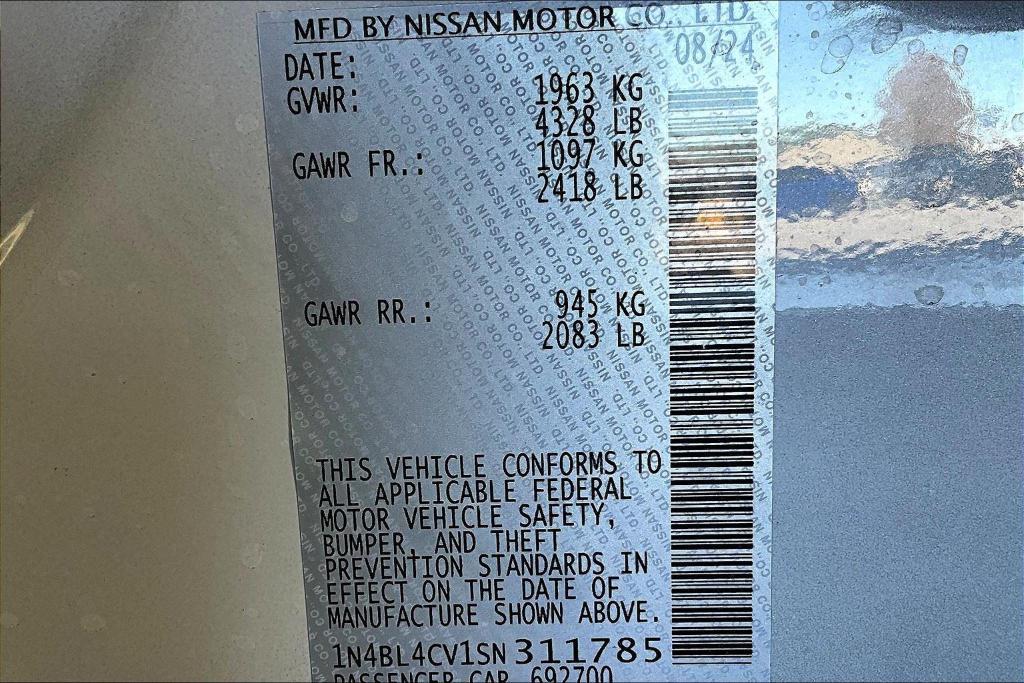 MFD BY NISSAN MOTOR CO., LTD.
DATE: 08/24
GVWR: 1963 KG
4328 LB
GAWR FR.: 1097 KG
2418 LB
GAWR RR.: 945 KG
2083 LB
THIS VEHICLE CONFORMS TO
ALL APPLICABLE FEDERAL
MOTOR VEHICLE SAFETY,
BUMPER, AND THEFT
PREVENTION STANDARDS IN
EFFECT ON THE DATE OF
MANUFACTURE SHOWN ABOVE.
1N4BL4CV1SN311785
PASSENGER CAR 692700